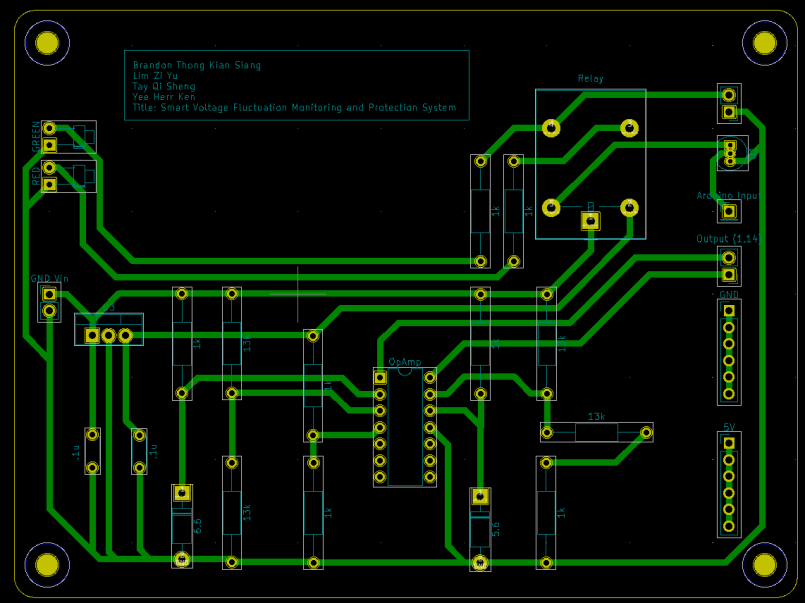 Brandon Thong Kian Siang
Lim Zi Yu
Tay Qi Sheng
Yee Herr Ken
Title: Smart Voltage Fluctuation Monitoring and Protection System
Relay
GREEN
RED
1k
1k
Arduino Input
Output (1,14)
GND Vin
GND
1k
13k
1k
1k
13k
OpAmp
13k
5V
.1u
.1u
5.6
13k
1k
5.6
1k